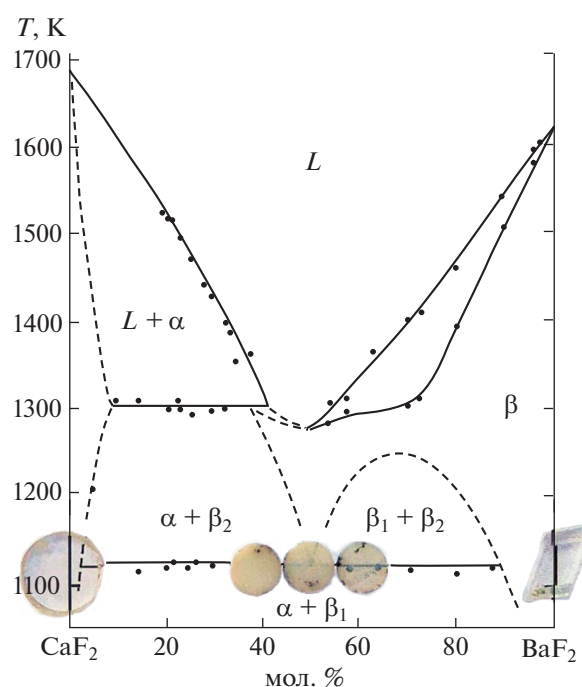 T, K
1700
1600
L
1500
1400
L + α
1300
β
1200
α + β₂
β₁ + β₂
1100
α + β₁
CaF₂
20
40
60
80
BaF₂
мол. %